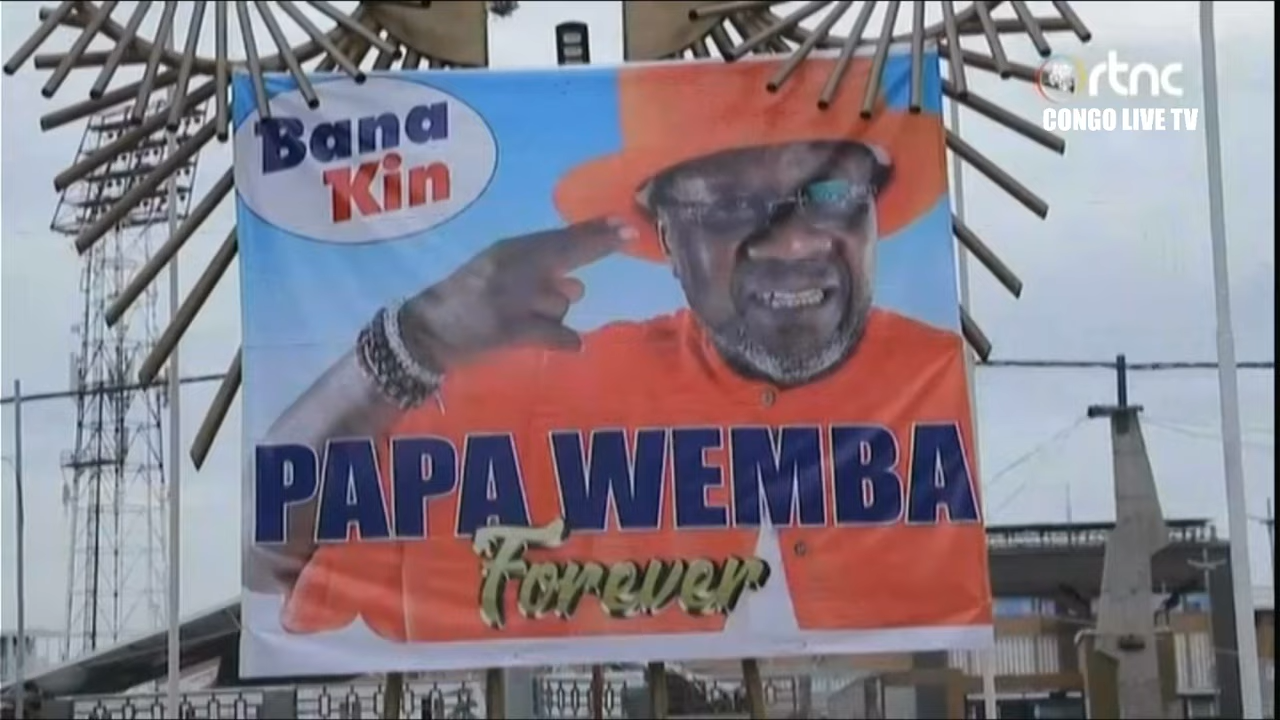 Bana
Kin
rtnc
CONGO LIVE TV
PAPA WEMBA
Forever